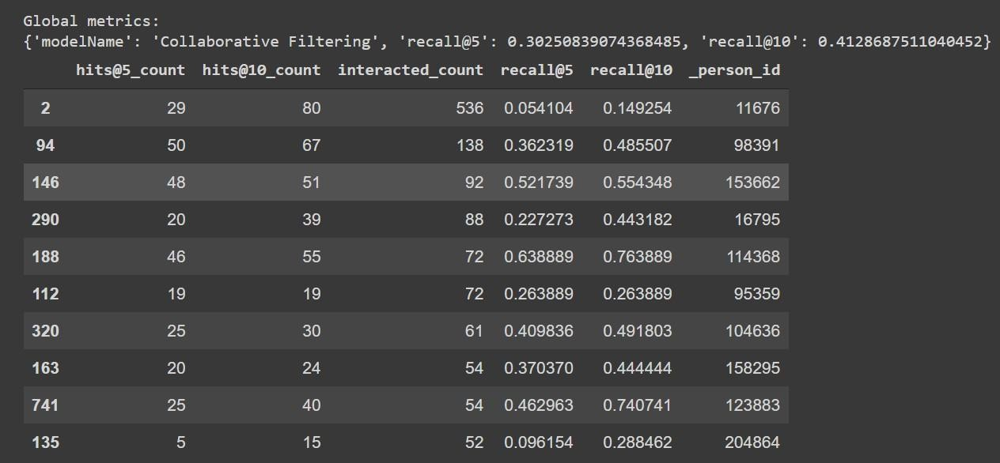 Global metrics:
{'modelName': 'Collaborative Filtering', 'recall@5': 0.30250839074368485, 'recall@10': 0.4128687511040452}
hits@5_count hits@10_count interacted_count recall@5 recall@10 _person_id
2 29 80 536 0.054104 0.149254 11676
94 50 67 138 0.362319 0.485507 98391
146 48 51 92 0.521739 0.554348 153662
290 20 39 88 0.227273 0.443182 16795
188 46 55 72 0.638889 0.763889 114368
112 19 19 72 0.263889 0.263889 95359
320 25 30 61 0.409836 0.491803 104636
163 20 24 54 0.370370 0.444444 158295
741 25 40 54 0.462963 0.740741 123883
135 5 15 52 0.096154 0.288462 204864